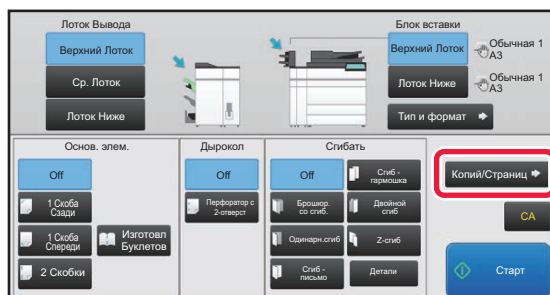 Лоток Вывода
Верхний Лоток
Ср. Лоток
Лоток Ниже
Блок вставки
Верхний Лоток
Обычная 1
A3
Лоток Ниже
Обычная 1
A3
Тип и формат
Основ. элем.
Off
1 Скоба
Сзади
1 Скоба
Спереди
Изготовл
Буклетов
2 Скобки
Дырокол
Off
Перфоратор с
2-отверст
Сгибать
Off
Сгиб -
гармошка
Брошюр.
со сгиб.
Двойной
сгиб
Одинарн.сгиб
Z-сгиб
Сгиб -
письмо
Детали
Копий/Страниц
CA
Старт